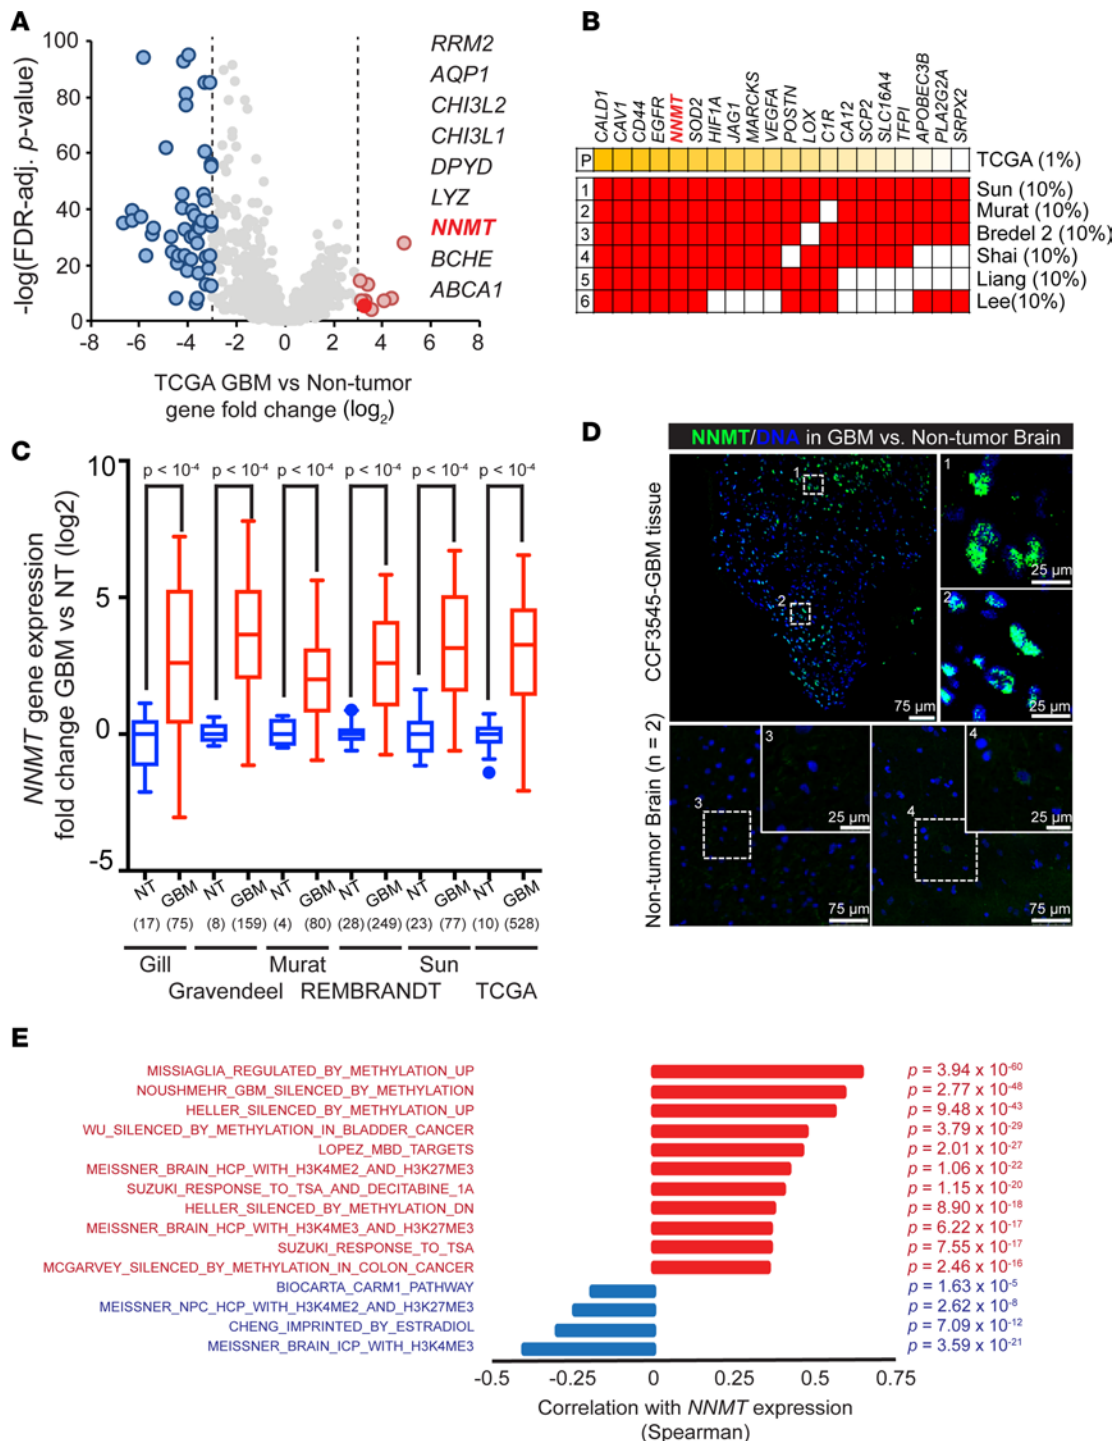 A
-log(FDR-adj. p-value)
100
80
60
40
20
0
-8 -6 -4 -2 0 2 4 6 8
TCGA GBM vs Non-tumor
gene fold change (log2)
RRM2
AQP1
CHI3L2
CHI3L1
DPYD
LYZ
NNMT
BCHE
ABCA1
B
CALD1
CAV1
CD44
EGFR
NNMT
SOD2
HIF1A
JAG1
MARCKS
VEGFA
POSTN
LOX
C1R
CA12
SCP2
SLC16A4
TFPI
APOBEC3B
PLA2G2A
SRPX2
P TCGA (1%)
1 Sun (10%)
2 Murat (10%)
3 Bredel 2 (10%)
4 Shai (10%)
5 Liang (10%)
6 Lee(10%)
C
NNMT gene expression
fold change GBM vs NT (log2)
10
5
0
-5
p < 10-4 p < 10-4 p < 10-4 p < 10-4 p < 10-4 p < 10-4
NT GBM NT GBM NT GBM NT GBM NT GBM NT GBM
(17) (75) (8) (159) (4) (80) (28) (249) (23) (77) (10) (528)
Gill Murat Sun
Gravendeel REMBRANDT TCGA
D
NNMT/DNA in GBM vs. Non-tumor Brain
CCF3545-GBM tissue
1
2
75 µm
1
25 µm
2
25 µm
Non-tumor Brain (n = 2)
3
3
25 µm
75 µm
4
4
25 µm
75 µm
E
MISSIAGLIA_REGULATED_BY_METHYLATION_UP p = 3.94 x 10-60
NOUSHMEHR_GBM_SILENCED_BY_METHYLATION p = 2.77 x 10-48
HELLER_SILENCED_BY_METHYLATION_UP p = 9.48 x 10-43
WU_SILENCED_BY_METHYLATION_IN_BLADDER_CANCER p = 3.79 x 10-29
LOPEZ_MBD_TARGETS p = 2.01 x 10-27
MEISSNER_BRAIN_HCP_WITH_H3K4ME2_AND_H3K27ME3 p = 1.06 x 10-22
SUZUKI_RESPONSE_TO_TSA_AND_DECITABINE_1A p = 1.15 x 10-20
HELLER_SILENCED_BY_METHYLATION_DN p = 8.90 x 10-18
MEISSNER_BRAIN_HCP_WITH_H3K4ME3_AND_H3K27ME3 p = 6.22 x 10-17
SUZUKI_RESPONSE_TO_TSA p = 7.55 x 10-17
MCGARVEY_SILENCED_BY_METHYLATION_IN_COLON_CANCER p = 2.46 x 10-16
BIOCARTA_CARM1_PATHWAY p = 1.63 x 10-5
MEISSNER_NPC_HCP_WITH_H3K4ME2_AND_H3K27ME3 p = 2.62 x 10-8
CHENG_IMPRINTED_BY_ESTRADIOL p = 7.09 x 10-12
MEISSNER_BRAIN_ICP_WITH_H3K4ME3 p = 3.59 x 10-21
-0.5 -0.25 0 0.25 0.5 0.75
Correlation with NNMT expression
(Spearman)